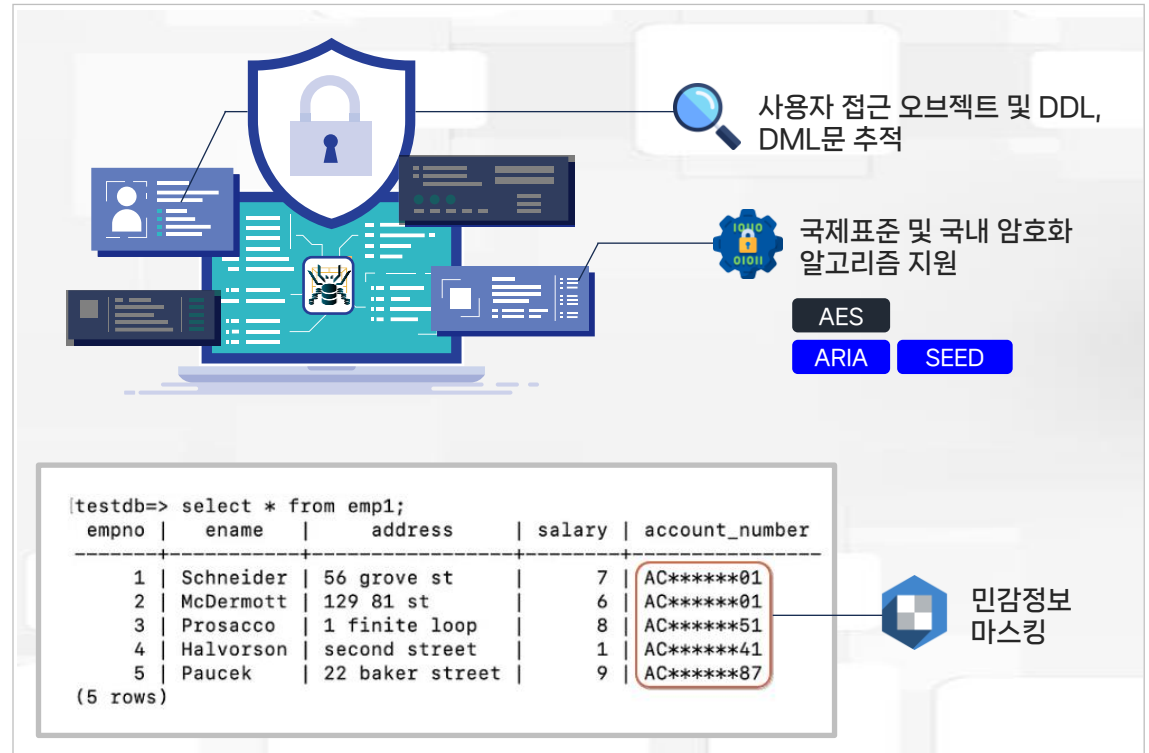 사용자 접근 오브젝트 및 DDL,
DML문 추적
1010
01011
국제표준 및 국내 암호화
알고리즘 지원
AES
ARIA SEED
[testdb=> select * from emp1;
empno | ename | address | salary | account_number
-------+------------+------------------+--------+----------------
1 | Schneider | 56 grove st | 7 | AC******01
2 | McDermott | 129 81 st | 6 | AC******01
3 | Prosacco | 1 finite loop | 8 | AC******51
4 | Halvorson | second street | 1 | AC******41
5 | Paucek | 22 baker street | 9 | AC******87
(5 rows)
민감정보
마스킹